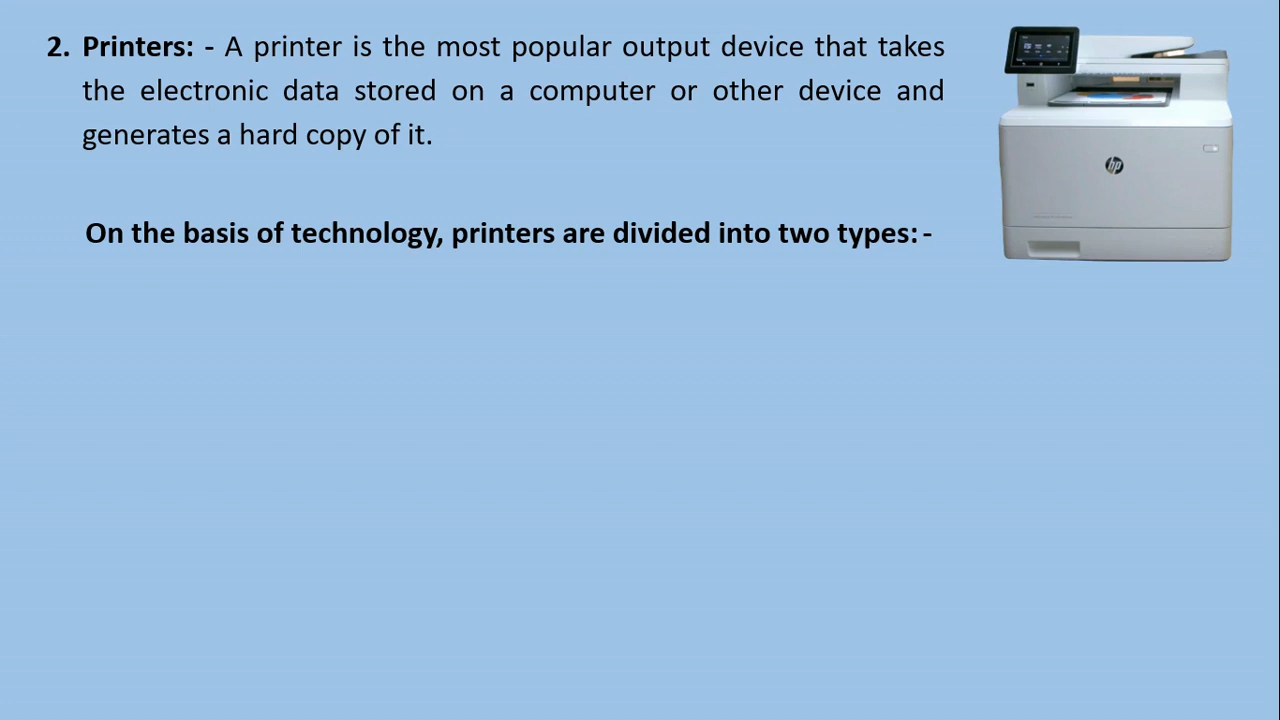 2. Printers: - A printer is the most popular output device that takes
the electronic data stored on a computer or other device and
generates a hard copy of it.
On the basis of technology, printers are divided into two types: -
hp